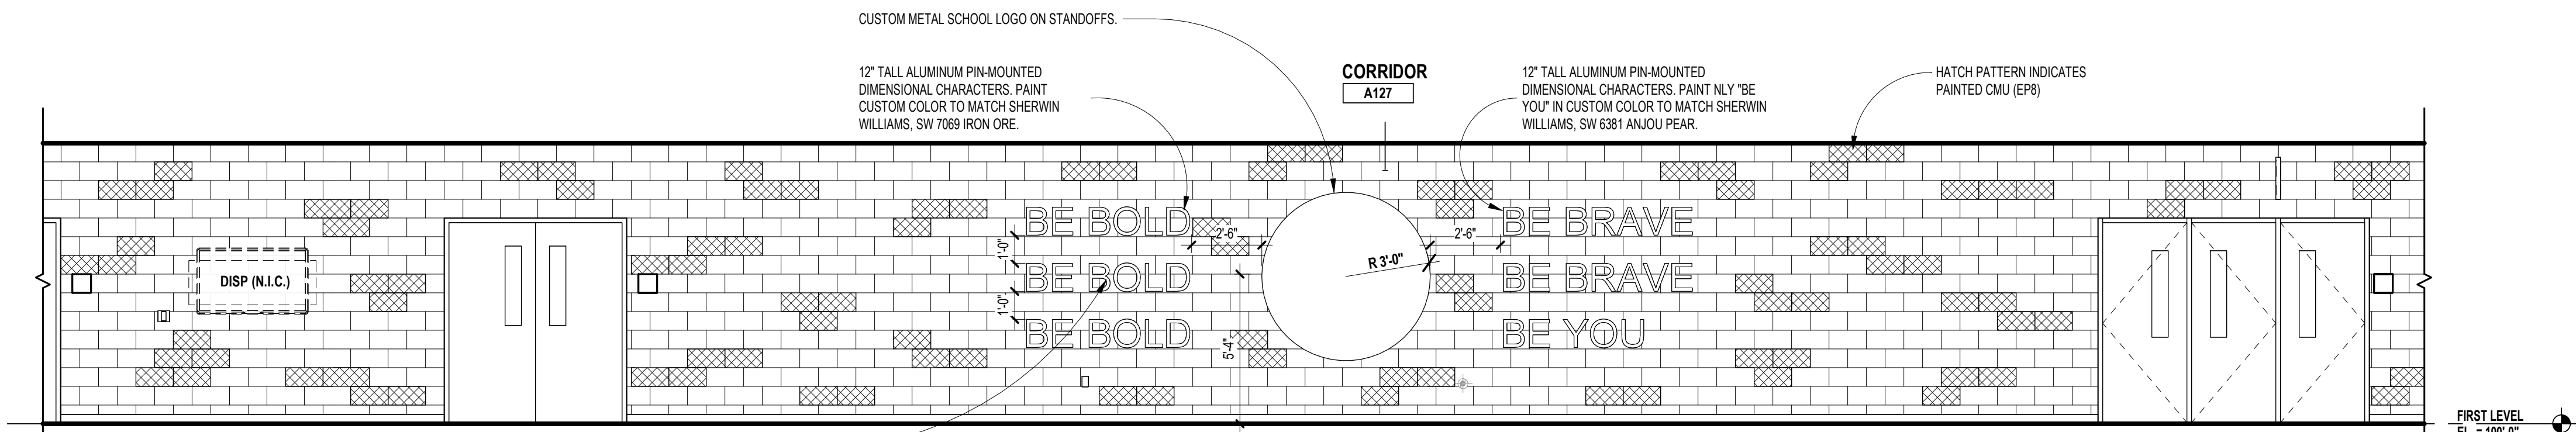 CUSTOM METAL SCHOOL LOGO ON STANDOFFS.
12" TALL ALUMINUM PIN-MOUNTED
DIMENSIONAL CHARACTERS. PAINT
CUSTOM COLOR TO MATCH SHERWIN
WILLIAMS, SW 7069 IRON ORE.
CORRIDOR
A127
12" TALL ALUMINUM PIN-MOUNTED
DIMENSIONAL CHARACTERS. PAINT NLY "BE
YOU" IN CUSTOM COLOR TO MATCH SHERWIN
WILLIAMS, SW 6381 ANJOU PEAR.
HATCH PATTERN INDICATES
PAINTED CMU (EP8)
DISP (N.I.C.)
BE BOLD
BE BOLD
BE BOLD
1'-0"
1'-0"
2'-6"
5'-4"
R 3'-0"
2'-6"
BE BRAVE
BE BRAVE
BE YOU
FIRST LEVEL
EL. = 100'-0"